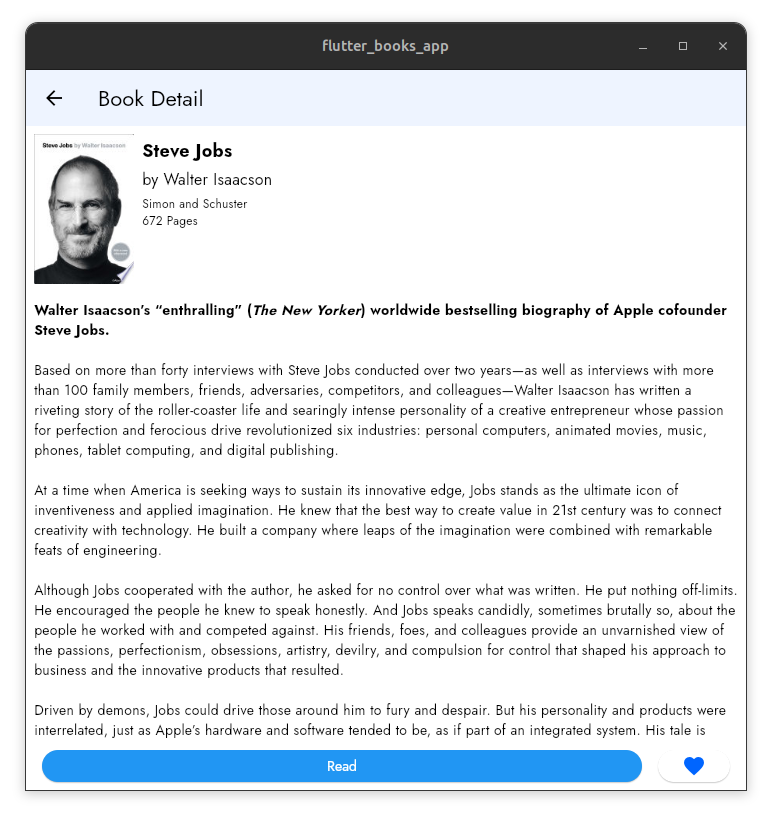 flutter_books_app
Book Detail
Steve Jobs by Walter Isaacson
Steve Jobs
by Walter Isaacson
Simon and Schuster
672 Pages
Walter Isaacson’s “enthralling” (The New Yorker) worldwide bestselling biography of Apple cofounder
Steve Jobs.
Based on more than forty interviews with Steve Jobs conducted over two years—as well as interviews with more
than 100 family members, friends, adversaries, competitors, and colleagues—Walter Isaacson has written a
riveting story of the roller-coaster life and searingly intense personality of a creative entrepreneur whose passion
for perfection and ferocious drive revolutionized six industries: personal computers, animated movies, music,
phones, tablet computing, and digital publishing.
At a time when America is seeking ways to sustain its innovative edge, Jobs stands as the ultimate icon of
inventiveness and applied imagination. He knew that the best way to create value in 21st century was to connect
creativity with technology. He built a company where leaps of the imagination were combined with remarkable
feats of engineering.
Although Jobs cooperated with the author, he asked for no control over what was written. He put nothing off-limits.
He encouraged the people he knew to speak honestly. And Jobs speaks candidly, sometimes brutally so, about the
people he worked with and competed against. His friends, foes, and colleagues provide an unvarnished view of
the passions, perfectionism, obsessions, artistry, devilry, and compulsion for control that shaped his approach to
business and the innovative products that resulted.
Driven by demons, Jobs could drive those around him to fury and despair. But his personality and products were
interrelated, just as Apple’s hardware and software tended to be, as if part of an integrated system. His tale is
Read